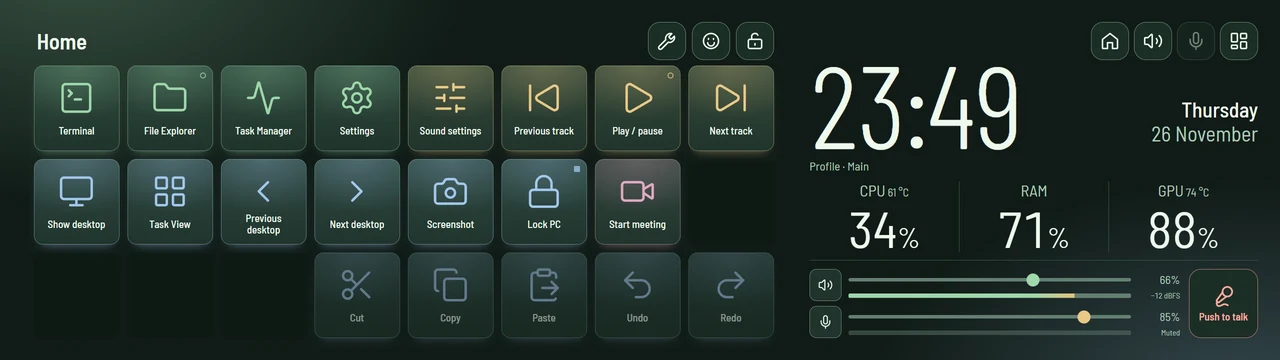 Home
Terminal
File Explorer
Task Manager
Settings
Sound settings
Previous track
Play / pause
Next track
Show desktop
Task View
Previous
desktop
Next desktop
Screenshot
Lock PC
Start meeting
Cut
Copy
Paste
Undo
Redo
23:49
Thursday
26 November
Profile · Main
CPU 61 °C
RAM
GPU 74 °C
34%
71%
88%
66%
−12 dBFS
85%
Muted
Push to talk